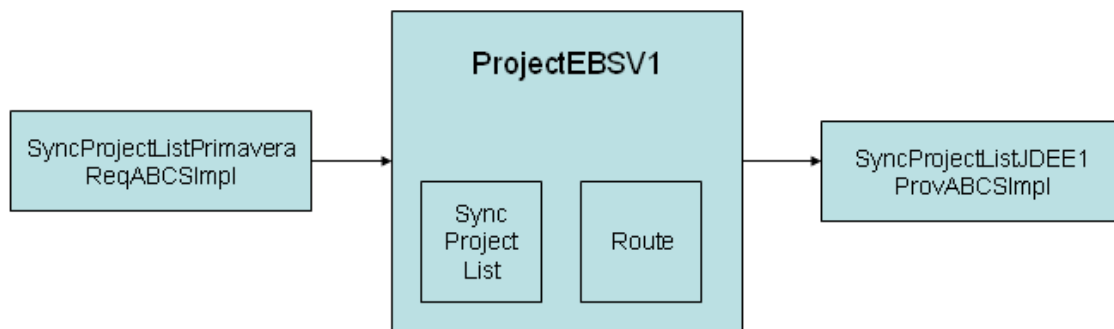 SyncProjectListPrimavera
ReqABCSImpl
ProjectEBSV1
Sync
Project
List
Route
SyncProjectListJDEE1
ProvABCSImpl